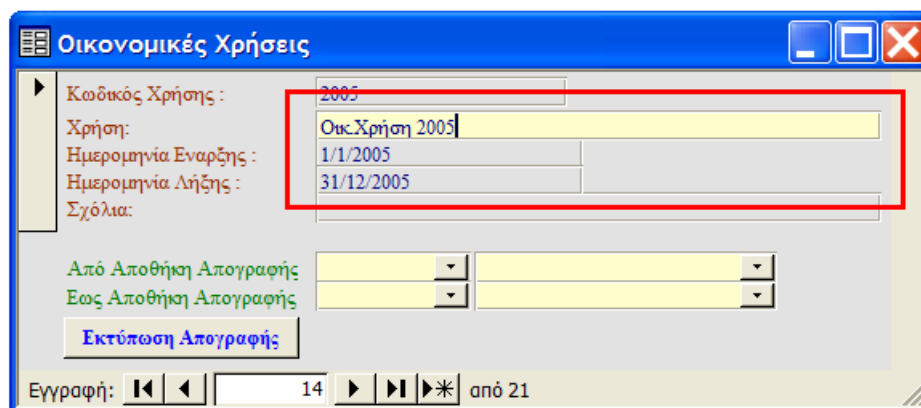 Οικονομικές Χρήσεις
Κωδικός Χρήσης : 2005
Χρήση: Οικ.Χρήση 2005
Ημερομηνία Εναρξης : 1/1/2005
Ημερομηνία Λήξης : 31/12/2005
Σχόλια:
Από Αποθήκη Απογραφής
Εως Αποθήκη Απογραφής
Εκτύπωση Απογραφής
Εγγραφή: 14 από 21